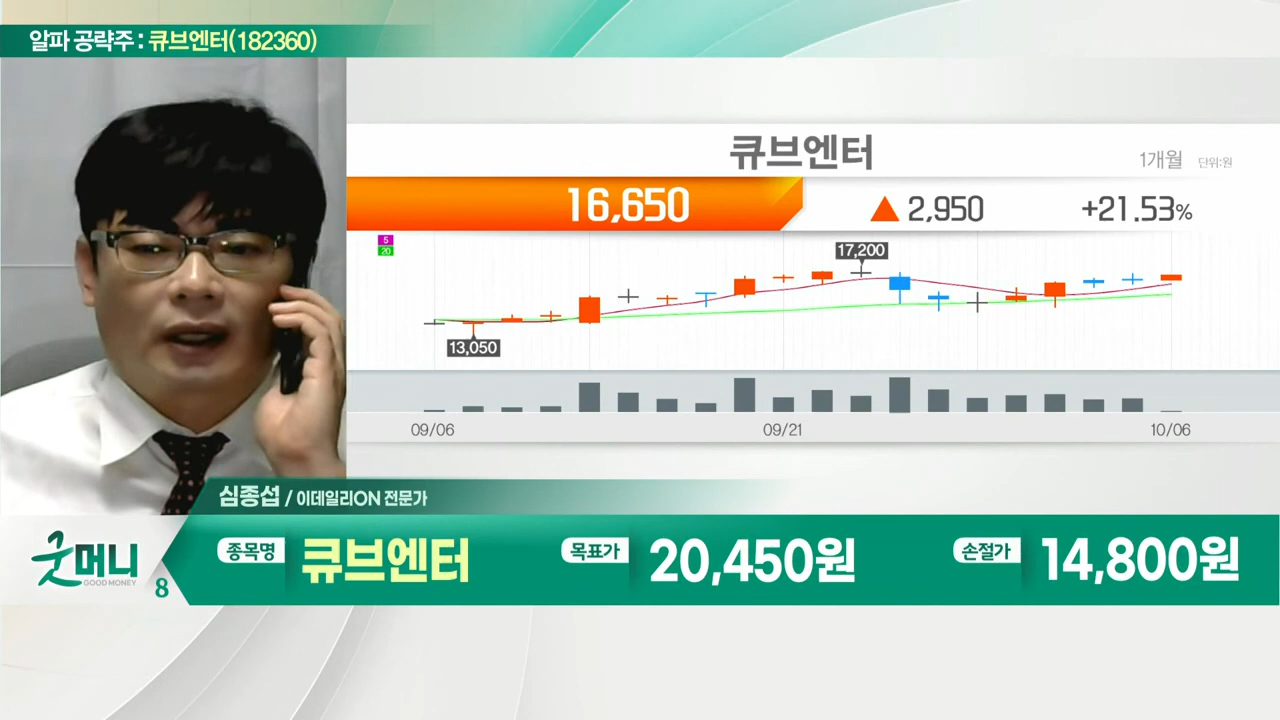 알파 공략주 : 큐브엔터(182360)
큐브엔터
1개월 단위:원
16,650 ▲ 2,950 +21.53%
5
20
17,200
13,050
09/06 09/21 10/06
심종섭 / 이데일리ON 전문가
굿머니
GOOD MONEY
8
종목명 큐브엔터 목표가 20,450원 손절가 14,800원